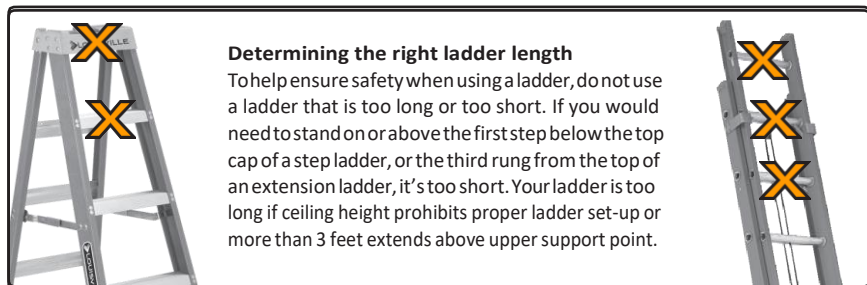 Determining the right ladder length
To help ensure safety when using a ladder, do not use
a ladder that is too long or too short. If you would
need to stand on or above the first step below the top
cap of a step ladder, or the third rung from the top of
an extension ladder, it's too short. Your ladder is too
long if ceiling height prohibits proper ladder set-up or
more than 3 feet extends above upper support point.